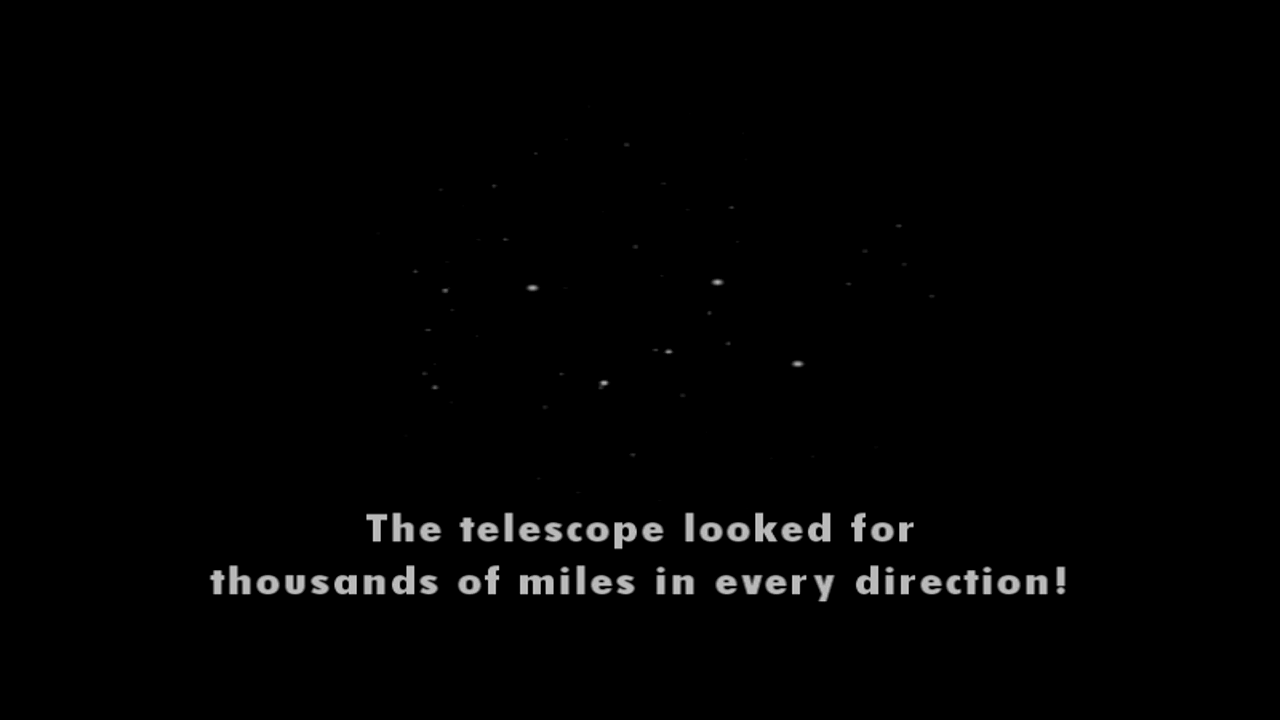 The telescope looked for
thousands of miles in every direction!